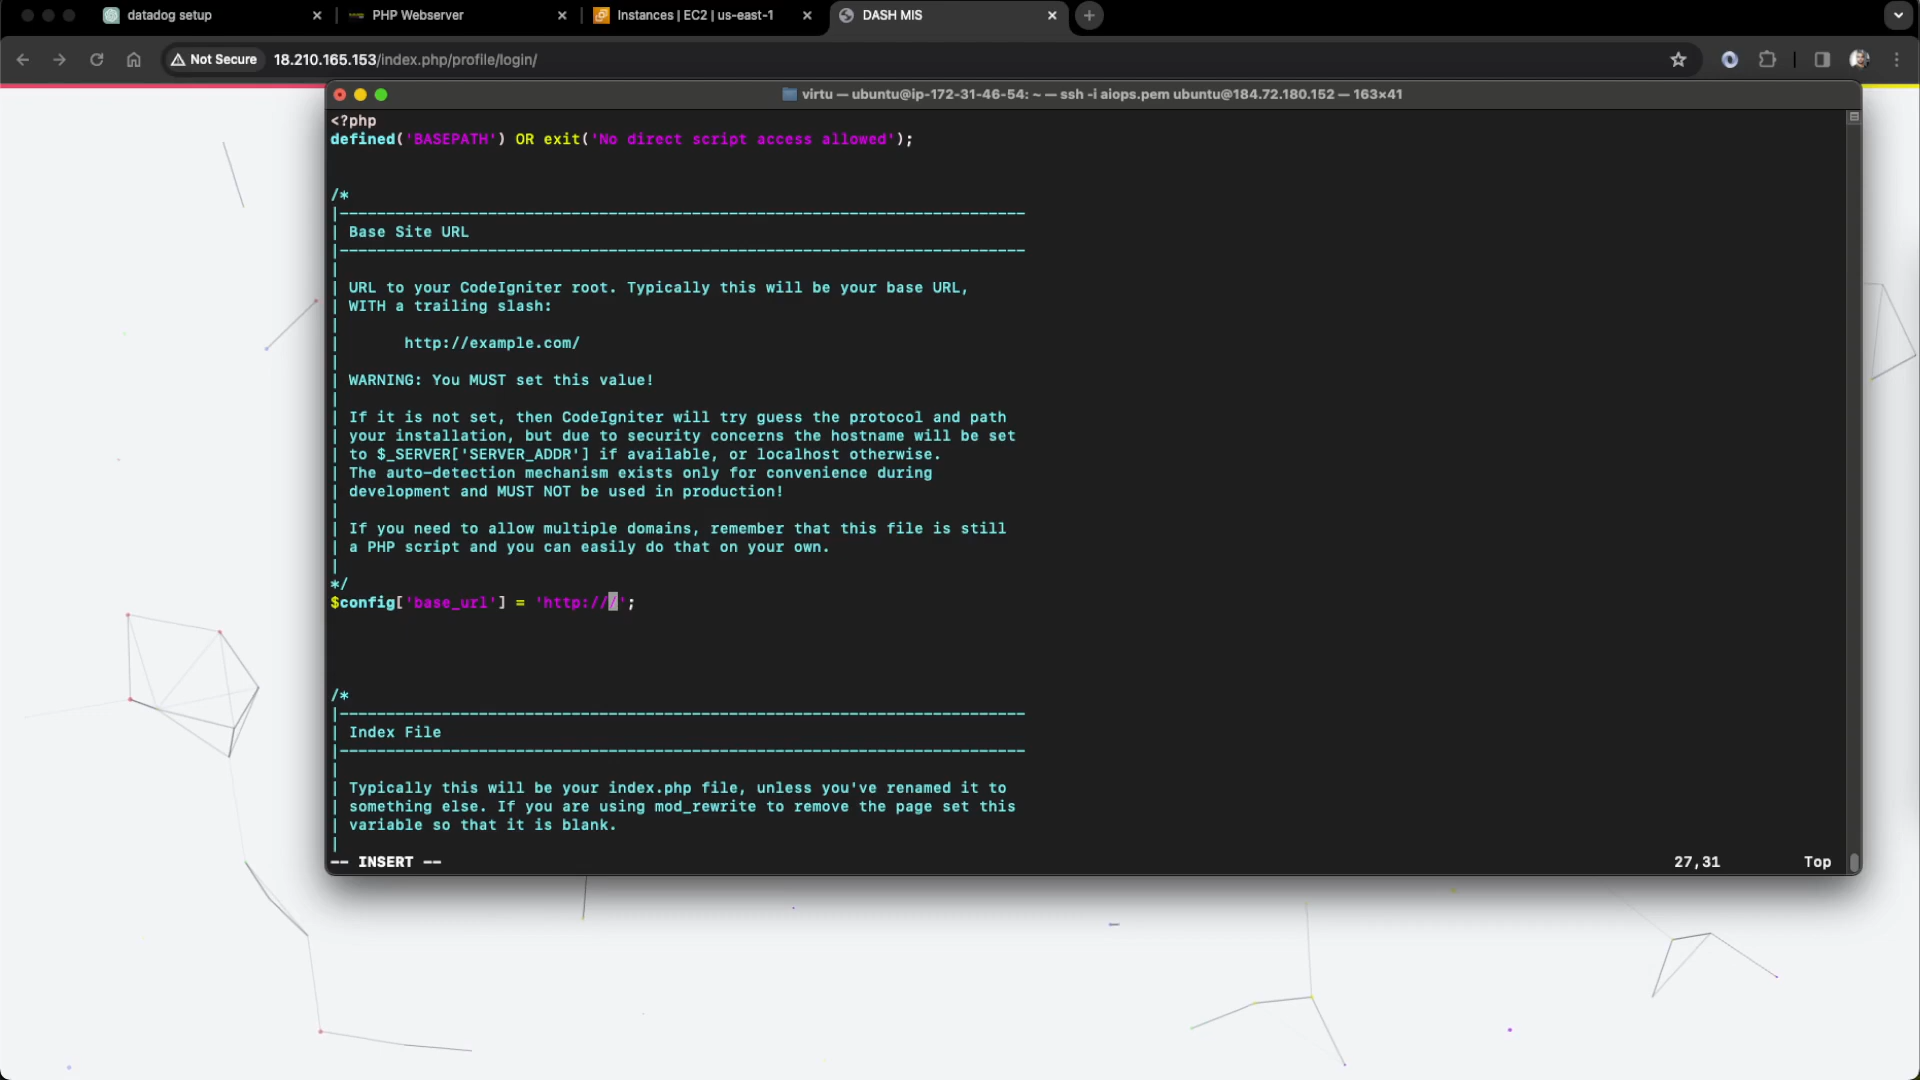 datadog setup
PHP Webserver
Instances | EC2 | us-east-1
DASH MIS
Not Secure
18.210.165.153/index.php/profile/login/
virtu — ubuntu@ip-172-31-46-54: ~ — ssh -i aiops.pem ubuntu@184.72.180.152 — 163×41
<?php
defined('BASEPATH') OR exit('No direct script access allowed');
/*
|--------------------------------------------------------------------------
| Base Site URL
|--------------------------------------------------------------------------
|
| URL to your CodeIgniter root. Typically this will be your base URL,
| WITH a trailing slash:
|
|       http://example.com/
|
| WARNING: You MUST set this value!
|
| If it is not set, then CodeIgniter will try guess the protocol and path
| your installation, but due to security concerns the hostname will be set
| to $_SERVER['SERVER_ADDR'] if available, or localhost otherwise.
| The auto-detection mechanism exists only for convenience during
| development and MUST NOT be used in production!
|
| If you need to allow multiple domains, remember that this file is still
| a PHP script and you can easily do that on your own.
|
*/
$config['base_url'] = 'http:///';
/*
|--------------------------------------------------------------------------
| Index File
|--------------------------------------------------------------------------
|
| Typically this will be your index.php file, unless you've renamed it to
| something else. If you are using mod_rewrite to remove the page set this
| variable so that it is blank.
|
-- INSERT --
27,31
Top